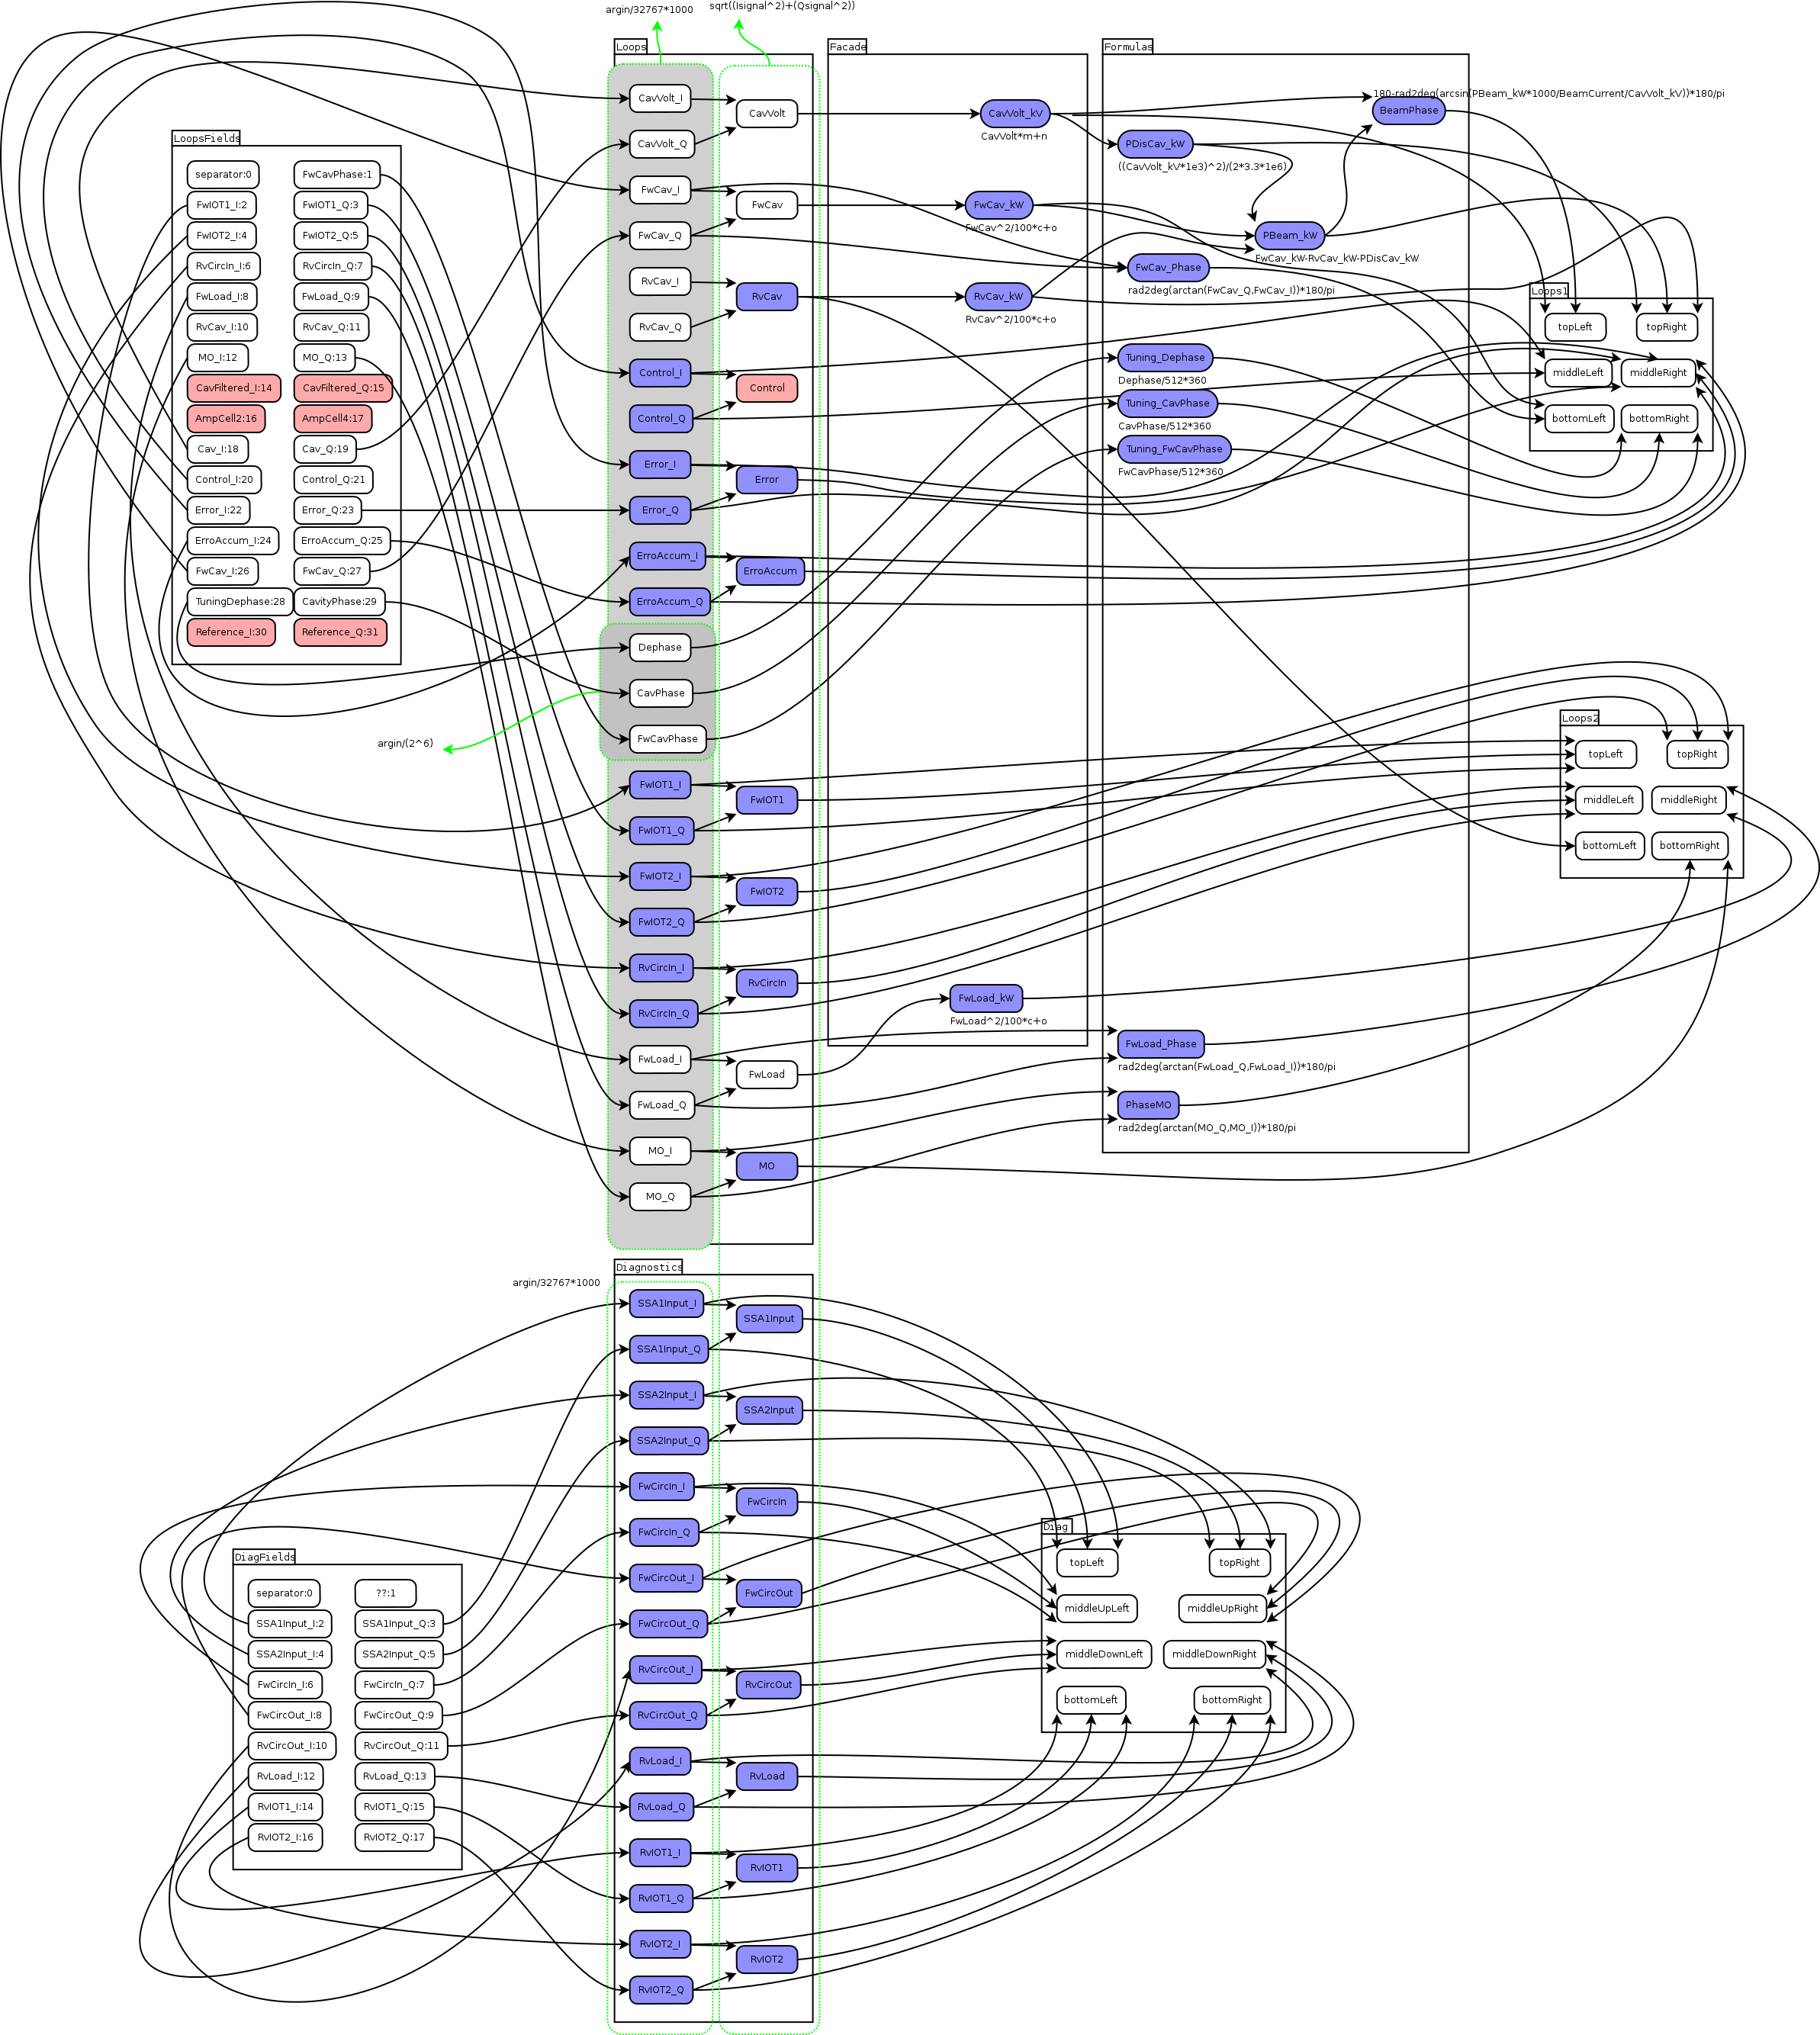 argin/32767*1000
sqrt((Isignal^2)+(Qsignal^2))
LoopsFields
separator:0
FwCavPhase:1
FwIOT1_I:2
FwIOT1_Q:3
FwIOT2_I:4
FwIOT2_Q:5
RvCircIn_I:6
RvCircIn_Q:7
FwLoad_I:8
FwLoad_Q:9
RvCav_I:10
RvCav_Q:11
MO_I:12
MO_Q:13
CavFiltered_I:14
CavFiltered_Q:15
AmpCell2:16
AmpCell4:17
Cav_I:18
Cav_Q:19
Control_I:20
Control_Q:21
Error_I:22
Error_Q:23
ErroAccum_I:24
ErroAccum_Q:25
FwCav_I:26
FwCav_Q:27
TuningDephase:28
CavityPhase:29
Reference_I:30
Reference_Q:31
Loops
CavVolt_I
CavVolt_Q
CavVolt
FwCav_I
FwCav_Q
FwCav
RvCav_I
RvCav_Q
RvCav
Control_I
Control_Q
Control
Error_I
Error_Q
Error
ErroAccum_I
ErroAccum_Q
ErroAccum
Dephase
CavPhase
FwCavPhase
argin/(2^6)
FwIOT1_I
FwIOT1_Q
FwIOT1
FwIOT2_I
FwIOT2_Q
FwIOT2
RvCircIn_I
RvCircIn_Q
RvCircIn
FwLoad_I
FwLoad_Q
FwLoad
MO_I
MO_Q
MO
Facade
CavVolt_kV
CavVolt*m+n
FwCav_kW
FwCav^2/100*c+o
RvCav_kW
RvCav^2/100*c+o
FwLoad_kW
FwLoad^2/100*c+o
Formulas
180-rad2deg(arcsin(PBeam_kW*1000/BeamCurrent/CavVolt_kV))*180/pi
BeamPhase
PDisCav_kW
((CavVolt_kV*1e3)^2)/(2*3.3*1e6)
PBeam_kW
FwCav_kW-RvCav_kW-PDisCav_kW
FwCav_Phase
rad2deg(arctan(FwCav_Q,FwCav_I))*180/pi
Tuning_Dephase
Dephase/512*360
Tuning_CavPhase
CavPhase/512*360
Tuning_FwCavPhase
FwCavPhase/512*360
FwLoad_Phase
rad2deg(arctan(FwLoad_Q,FwLoad_I))*180/pi
PhaseMO
rad2deg(arctan(MO_Q,MO_I))*180/pi
Loops1
topLeft
topRight
middleLeft
middleRight
bottomLeft
bottomRight
Loops2
topLeft
topRight
middleLeft
middleRight
bottomLeft
bottomRight
Diagnostics
argin/32767*1000
SSA1Input_I
SSA1Input_Q
SSA1Input
SSA2Input_I
SSA2Input_Q
SSA2Input
FwCircIn_I
FwCircIn_Q
FwCircIn
FwCircOut_I
FwCircOut_Q
FwCircOut
RvCircOut_I
RvCircOut_Q
RvCircOut
RvLoad_I
RvLoad_Q
RvLoad
RvIOT1_I
RvIOT1_Q
RvIOT1
RvIOT2_I
RvIOT2_Q
RvIOT2
DiagFields
separator:0
??:1
SSA1Input_I:2
SSA1Input_Q:3
SSA2Input_I:4
SSA2Input_Q:5
FwCircIn_I:6
FwCircIn_Q:7
FwCircOut_I:8
FwCircOut_Q:9
RvCircOut_I:10
RvCircOut_Q:11
RvLoad_I:12
RvLoad_Q:13
RvIOT1_I:14
RvIOT1_Q:15
RvIOT2_I:16
RvIOT2_Q:17
Diag
topLeft
topRight
middleUpLeft
middleUpRight
middleDownLeft
middleDownRight
bottomLeft
bottomRight